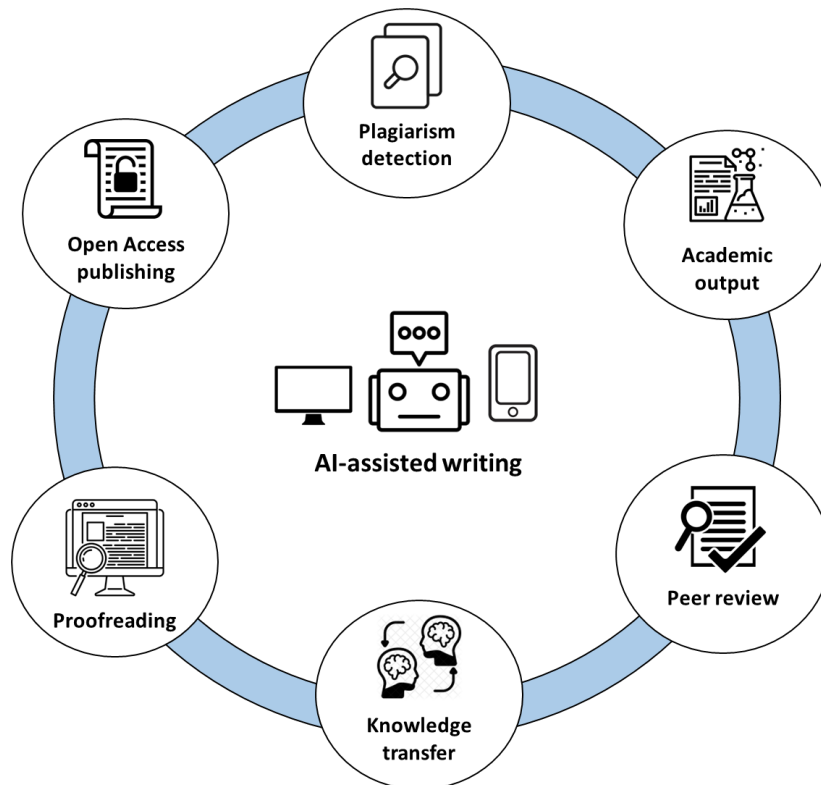 Plagiarism
detection
Open Access
publishing
Academic
output
AI-assisted writing
Proofreading
Peer review
Knowledge
transfer